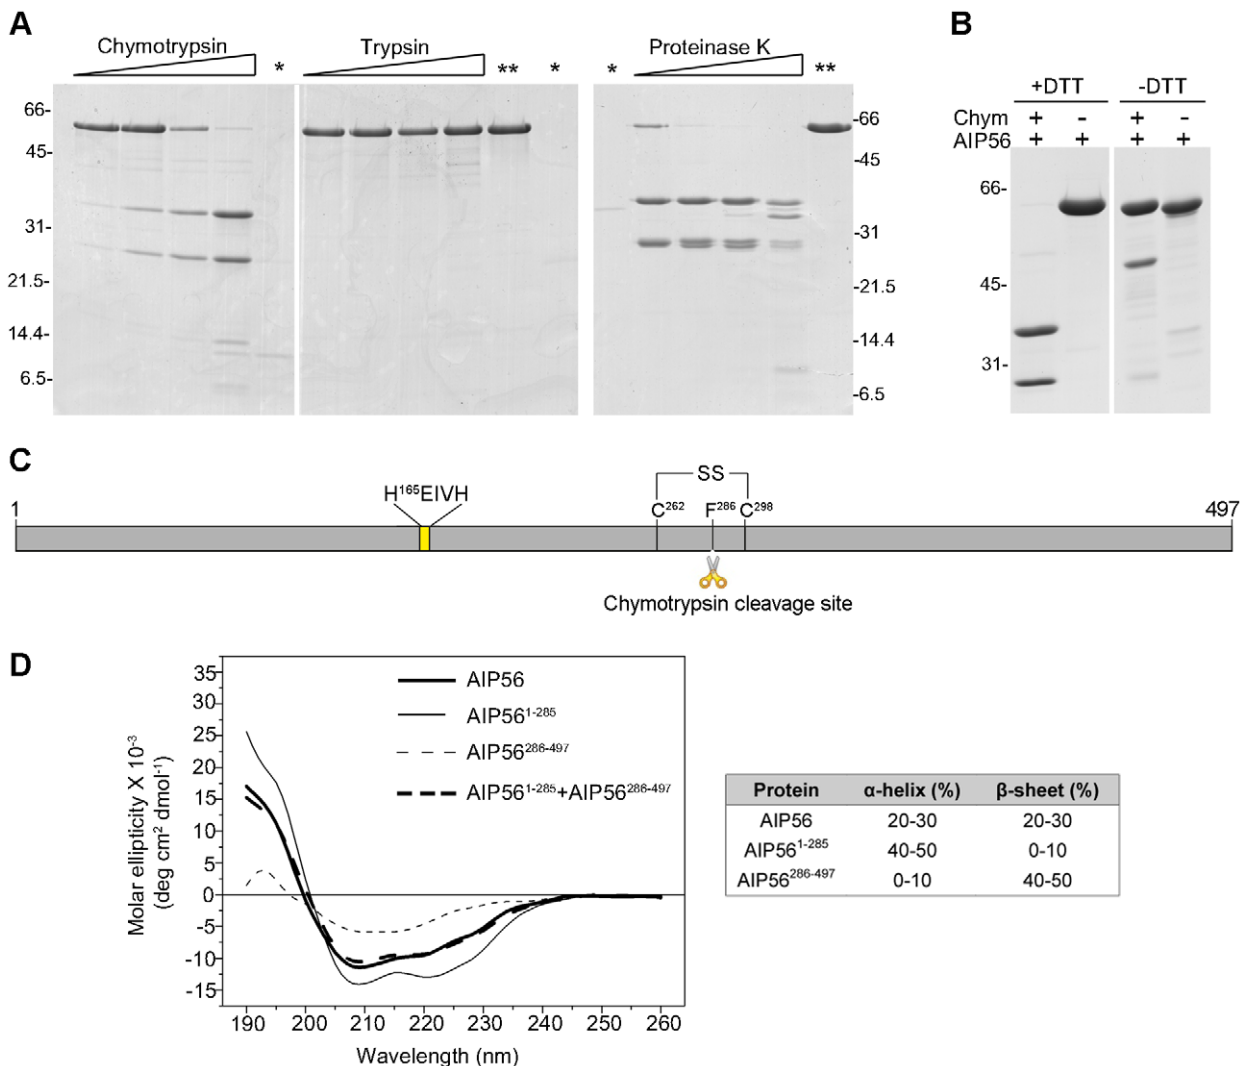 A
Chymotrypsin
*
Trypsin
**
*
*
Proteinase K
**
66-
45-
31-
21.5-
14.4-
6.5-
-66
-45
-31
-21.5
-14.4
-6.5
B
+DTT
-DTT
Chym + - + -
AIP56 + + + +
66-
45-
31-
C
1
H¹⁶⁵EIVH
SS
C²⁶²
F²⁸⁶
C²⁹⁸
497
Chymotrypsin cleavage site
D
Molar ellipticity X 10⁻³
(deg cm² dmol⁻¹)
35
30
25
20
15
10
5
0
-5
-10
-15
AIP56
AIP56¹⁻²⁸⁵
AIP56²⁸⁶⁻⁴⁹⁷
AIP56¹⁻²⁸⁵+AIP56²⁸⁶⁻⁴⁹⁷
190 200 210 220 230 240 250 260
Wavelength (nm)
Protein α-helix (%) β-sheet (%)
AIP56 20-30 20-30
AIP56¹⁻²⁸⁵ 40-50 0-10
AIP56²⁸⁶⁻⁴⁹⁷ 0-10 40-50